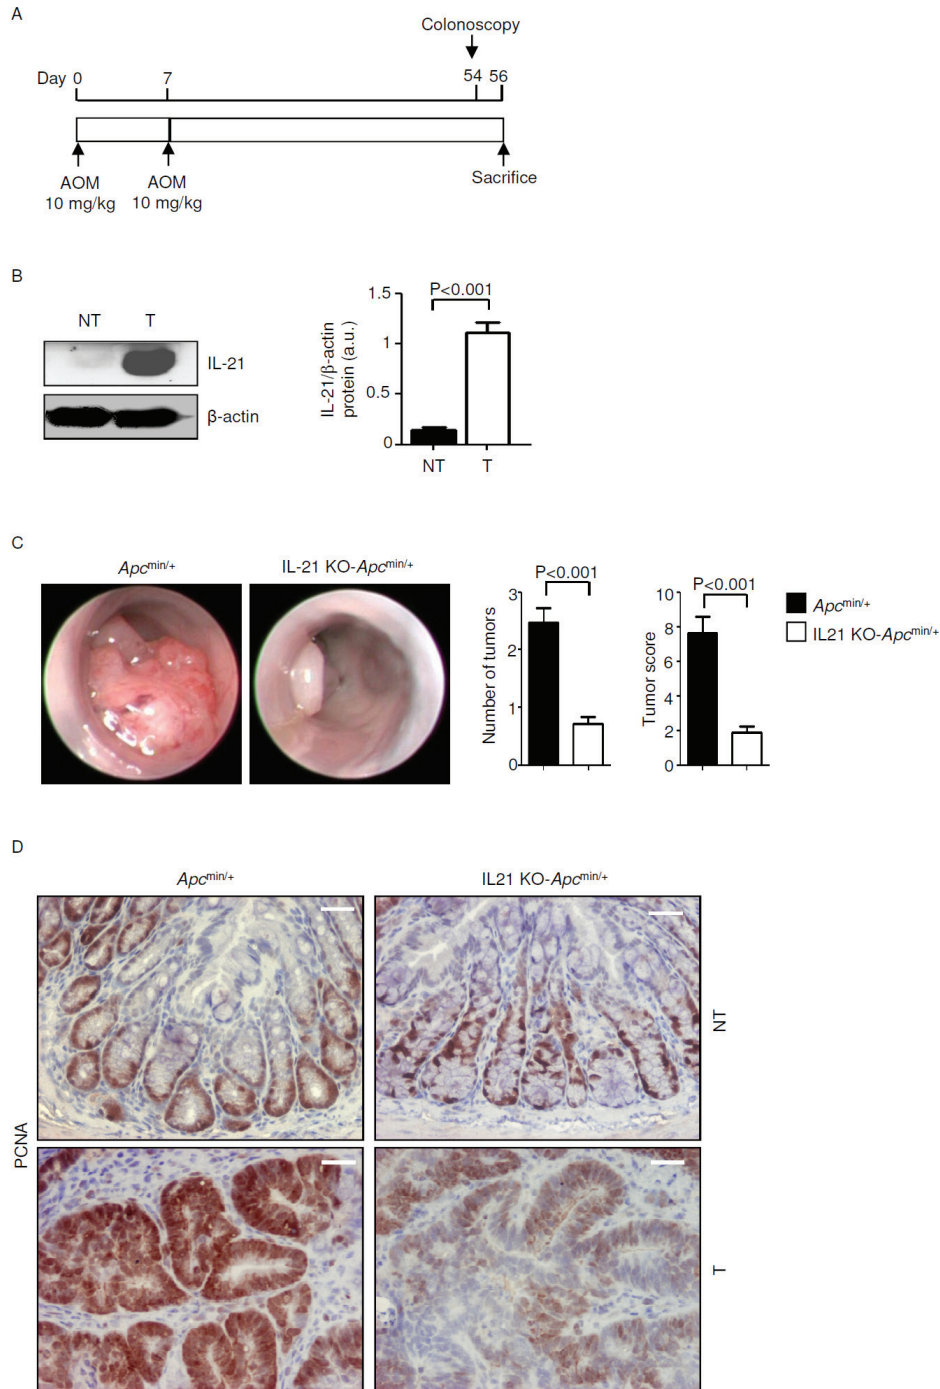 A
Colonoscopy
Day 0 7 54 56
AOM
10 mg/kg
AOM
10 mg/kg
Sacrifice
B
NT T
IL-21
β-actin
IL-21/β-actin
protein (a.u.)
1.5
1
0.5
0
P<0.001
NT T
C
Apcmin/+
IL-21 KO-Apcmin/+
Number of tumors
3
2
1
0
P<0.001
Tumor score
10
8
6
4
2
0
P<0.001
Apcmin/+
IL21 KO-Apcmin/+
D
Apcmin/+
IL21 KO-Apcmin/+
PCNA
NT
T